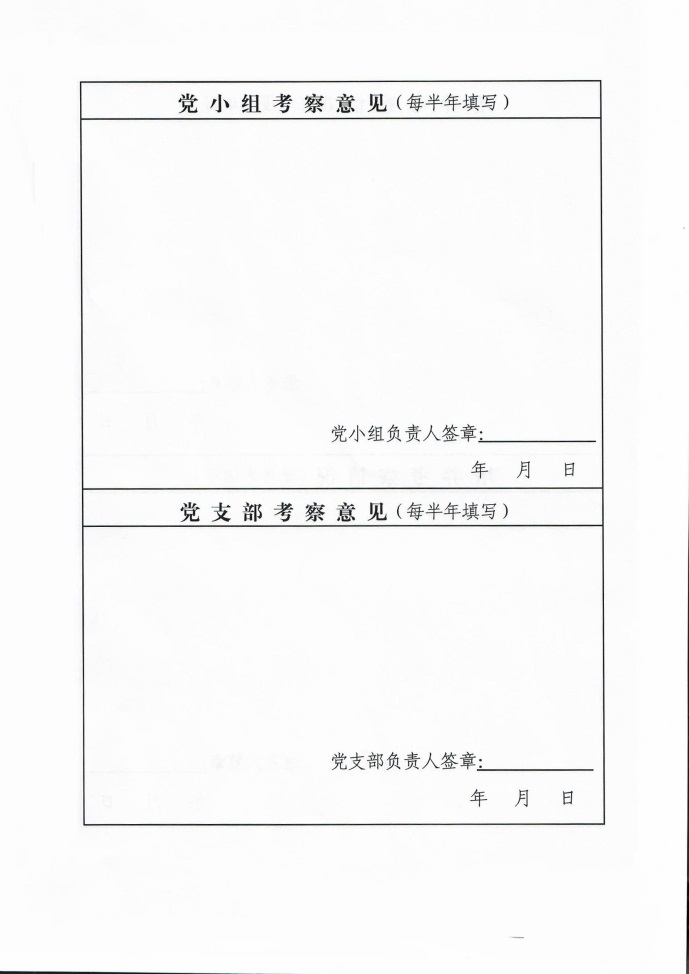 党小组考察意见(每半年填写)
党小组负责人签章:
年 月 日
党支部考察意见(每半年填写)
党支部负责人签章:
年 月 日